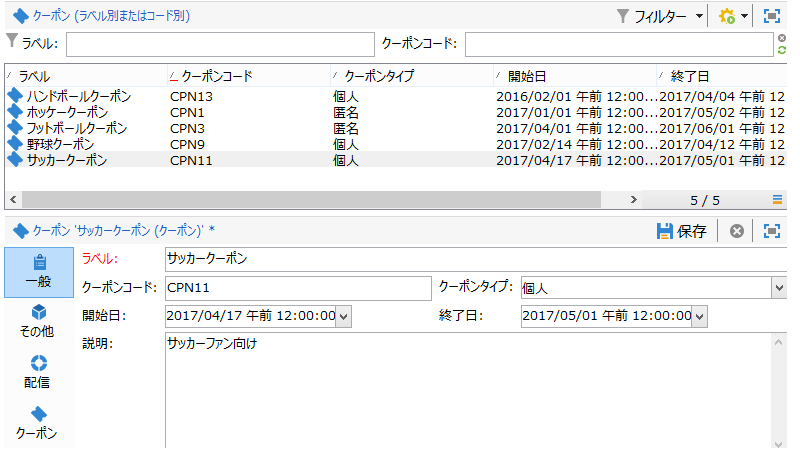 クーポン (ラベル別またはコード別) フィルター
ラベル: クーポンコード:
ラベル クーポンコード クーポンタイプ 開始日 終了日
ハンドボールクーポン CPN13 個人 2016/02/01 午前 12:00...2017/04/04 午前 12
ホッケークーポン CPN1 匿名 2017/01/01 午前 12:00...2017/05/02 午前 12
フットボールクーポン CPN3 匿名 2017/04/01 午前 12:00...2017/06/01 午前 12
野球クーポン CPN9 個人 2017/02/14 午前 12:00...2017/04/12 午前 12
サッカークーポン CPN11 個人 2017/04/17 午前 12:00...2017/05/01 午前 12
5 / 5
クーポン 'サッカークーポン (クーポン)' * 保存
一般
その他
配信
クーポン
ラベル: サッカークーポン
クーポンコード: CPN11 クーポンタイプ: 個人
開始日: 2017/04/17 午前 12:00:00 終了日: 2017/05/01 午前 12:00:00
説明: サッカーファン向け